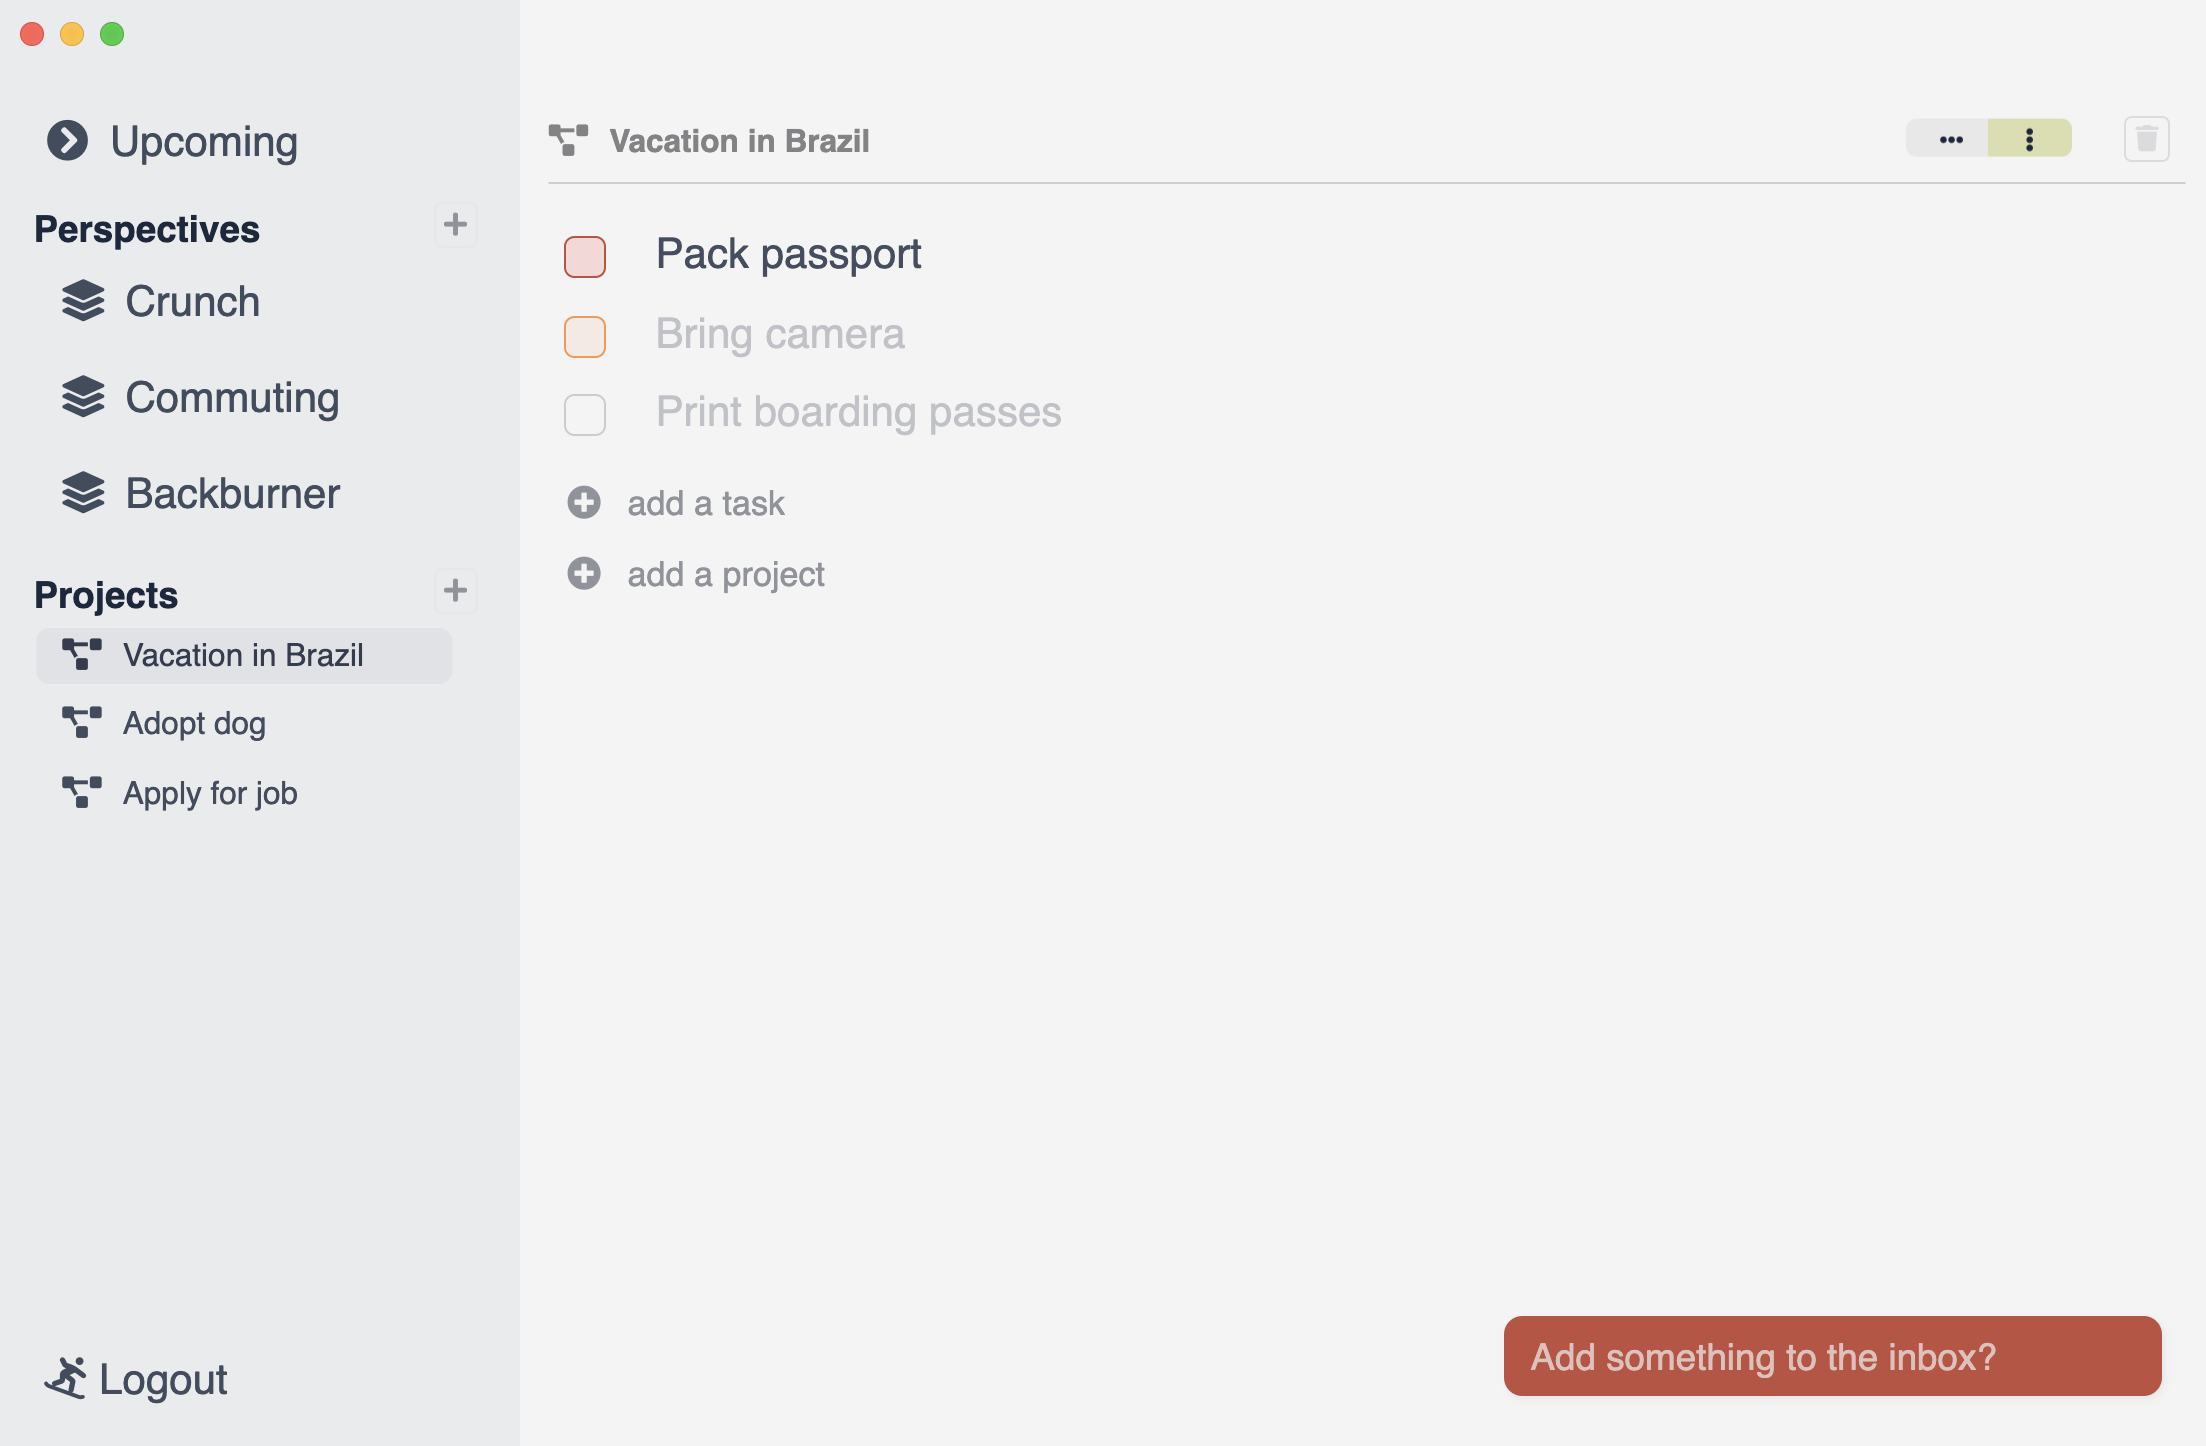 Upcoming
Perspectives
Crunch
Commuting
Backburner
Projects
Vacation in Brazil
Adopt dog
Apply for job
Logout
Vacation in Brazil
Pack passport
Bring camera
Print boarding passes
add a task
add a project
Add something to the inbox?